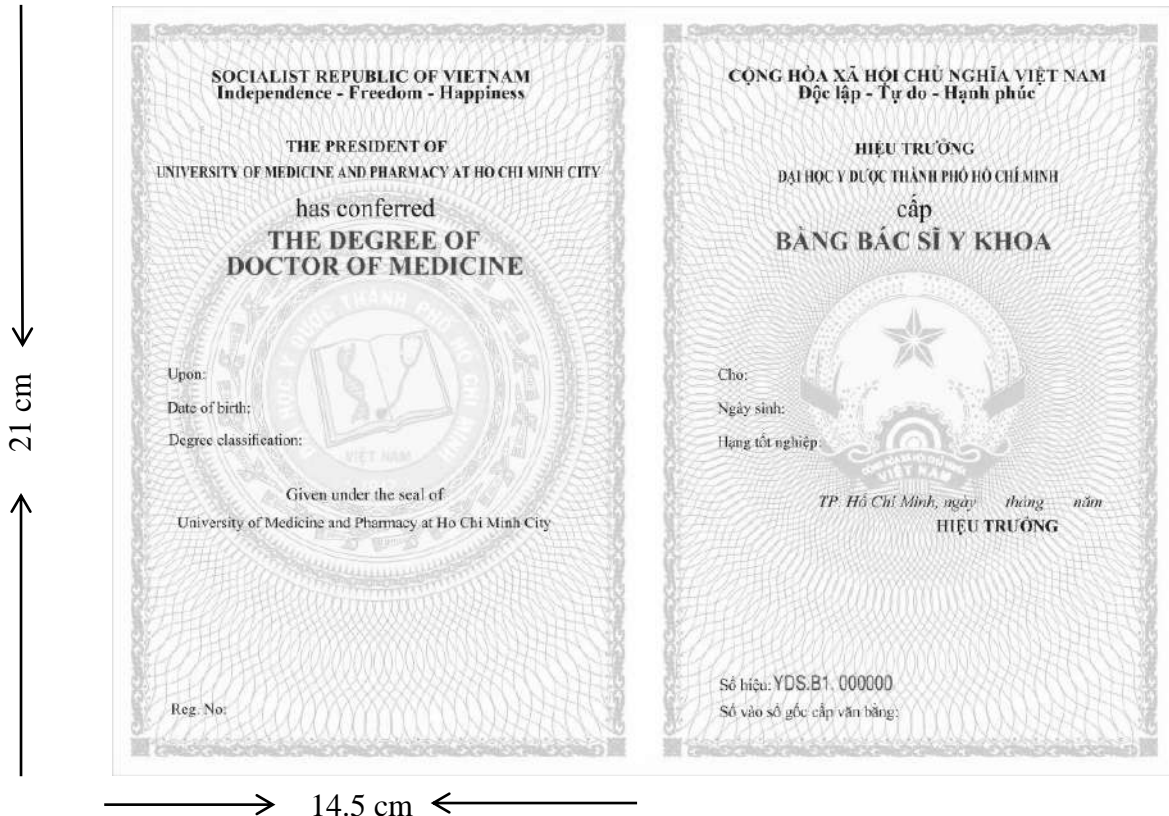 SOCIALIST REPUBLIC OF VIETNAM
Independence - Freedom - Happiness
THE PRESIDENT OF
UNIVERSITY OF MEDICINE AND PHARMACY AT HO CHI MINH CITY
has conferred
THE DEGREE OF
DOCTOR OF MEDICINE
Upon:
Date of birth:
Degree classification:
VIỆT NAM
Given under the seal of
University of Medicine and Pharmacy at Ho Chi Minh City
Reg. No:
CỘNG HÒA XÃ HỘI CHỦ NGHĨA VIỆT NAM
Độc lập - Tự do - Hạnh phúc
HIỆU TRƯỞNG
ĐẠI HỌC Y DƯỢC THÀNH PHỐ HỒ CHÍ MINH
cấp
BẰNG BÁC SĨ Y KHOA
Cho:
Ngày sinh:
Hạng tốt nghiệp:
VIỆT NAM
TP. Hồ Chí Minh, ngày tháng năm
HIỆU TRƯỞNG
Số hiệu: YDS.B1. 000000
Số vào sổ gốc cấp văn bằng:
21 cm
14.5 cm